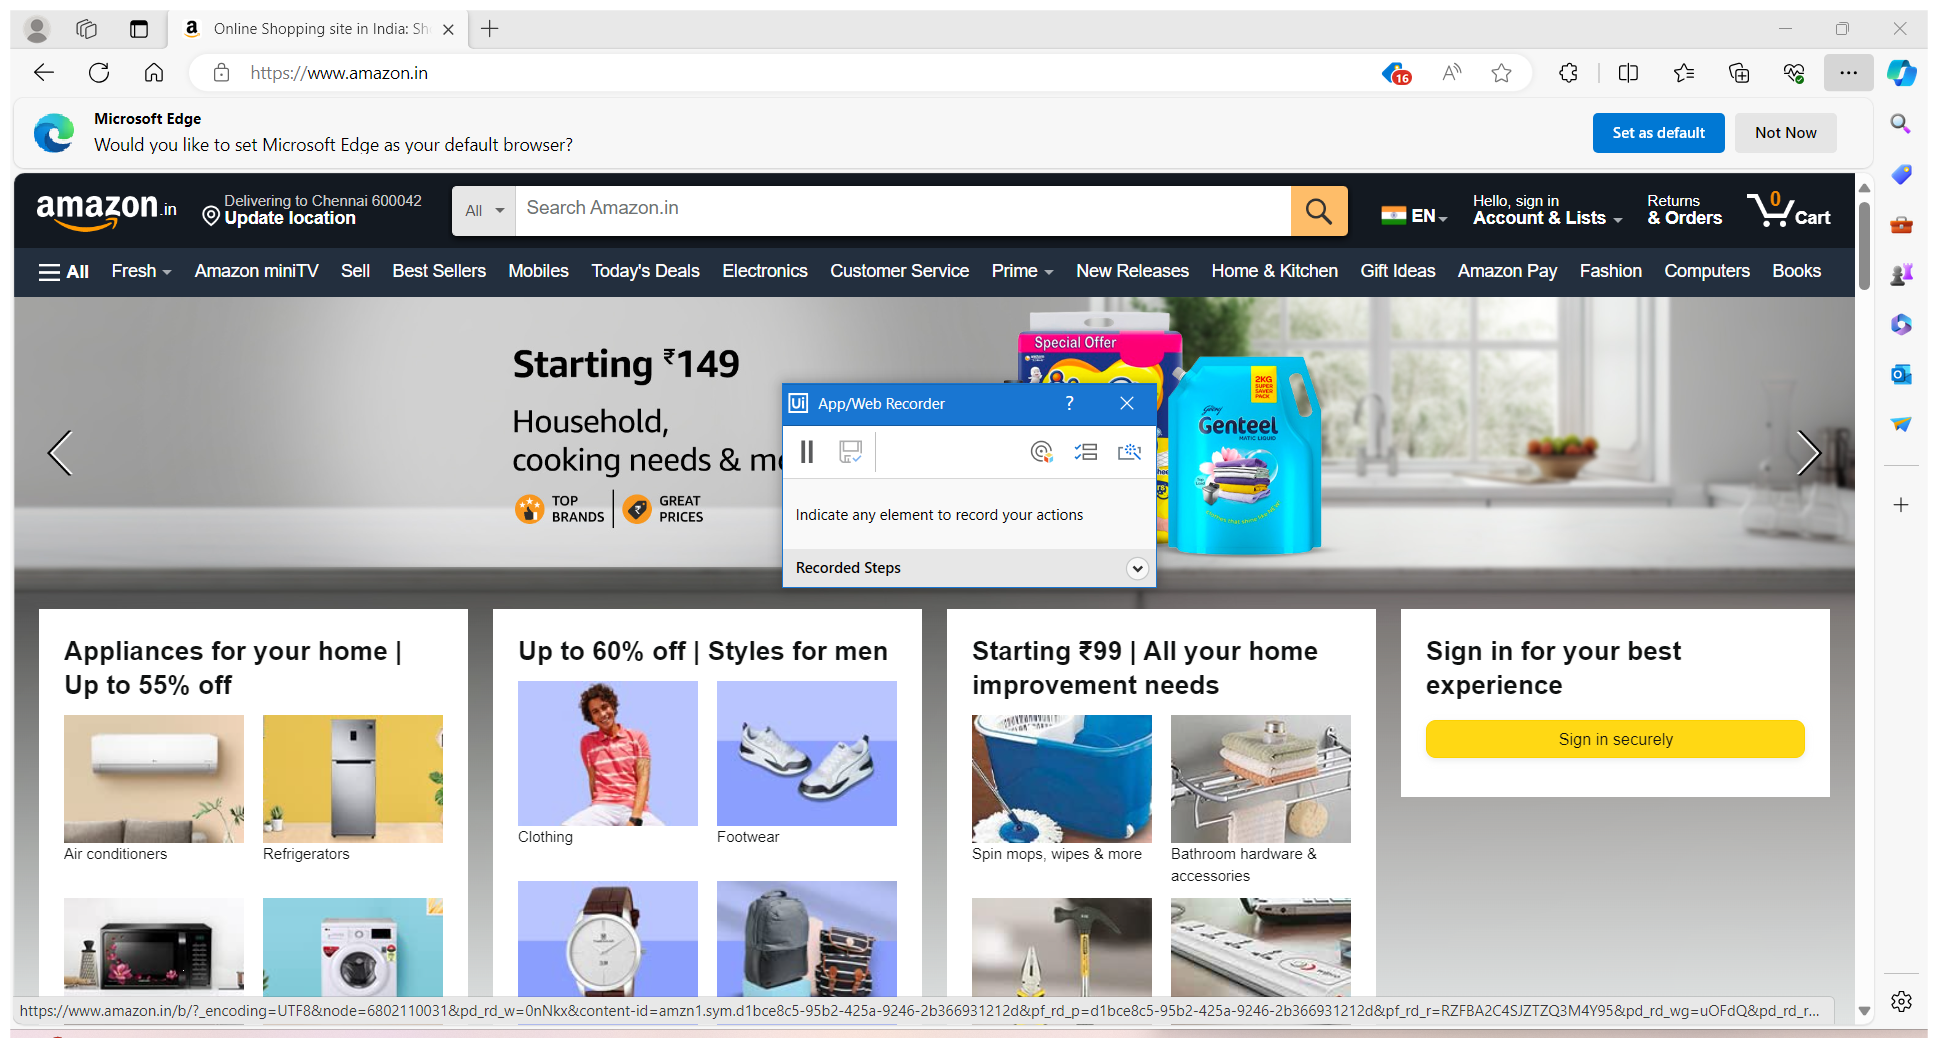 Online Shopping site in India: Sh
https://www.amazon.in
16
Microsoft Edge
Would you like to set Microsoft Edge as your default browser?
Set as default
Not Now
amazon.in
Delivering to Chennai 600042
Update location
All
Search Amazon.in
EN
Hello, sign in
Account & Lists
Returns
& Orders
0
Cart
All
Fresh
Amazon miniTV
Sell
Best Sellers
Mobiles
Today's Deals
Electronics
Customer Service
Prime
New Releases
Home & Kitchen
Gift Ideas
Amazon Pay
Fashion
Computers
Books
Starting ₹149
Household,
cooking needs & m
TOP
BRANDS
GREAT
PRICES
Special Offer
2KG
SUPER
SAVER
PACK
Godrej
Genteel
MATIC LIQUID
Ui
App/Web Recorder
?
Indicate any element to record your actions
Recorded Steps
Appliances for your home |
Up to 55% off
Air conditioners
Refrigerators
Up to 60% off | Styles for men
Clothing
Footwear
Starting ₹99 | All your home
improvement needs
Spin mops, wipes & more
Bathroom hardware &
accessories
Sign in for your best
experience
Sign in securely
https://www.amazon.in/b/?_encoding=UTF8&node=6802110031&pd_rd_w=0nNkx&content-id=amzn1.sym.d1bce8c5-95b2-425a-9246-2b366931212d&pf_rd_p=d1bce8c5-95b2-425a-9246-2b366931212d&pf_rd_r=RZFBA2C4SJZTZQ3M4Y95&pd_rd_wg=uOFdQ&pd_rd_r...